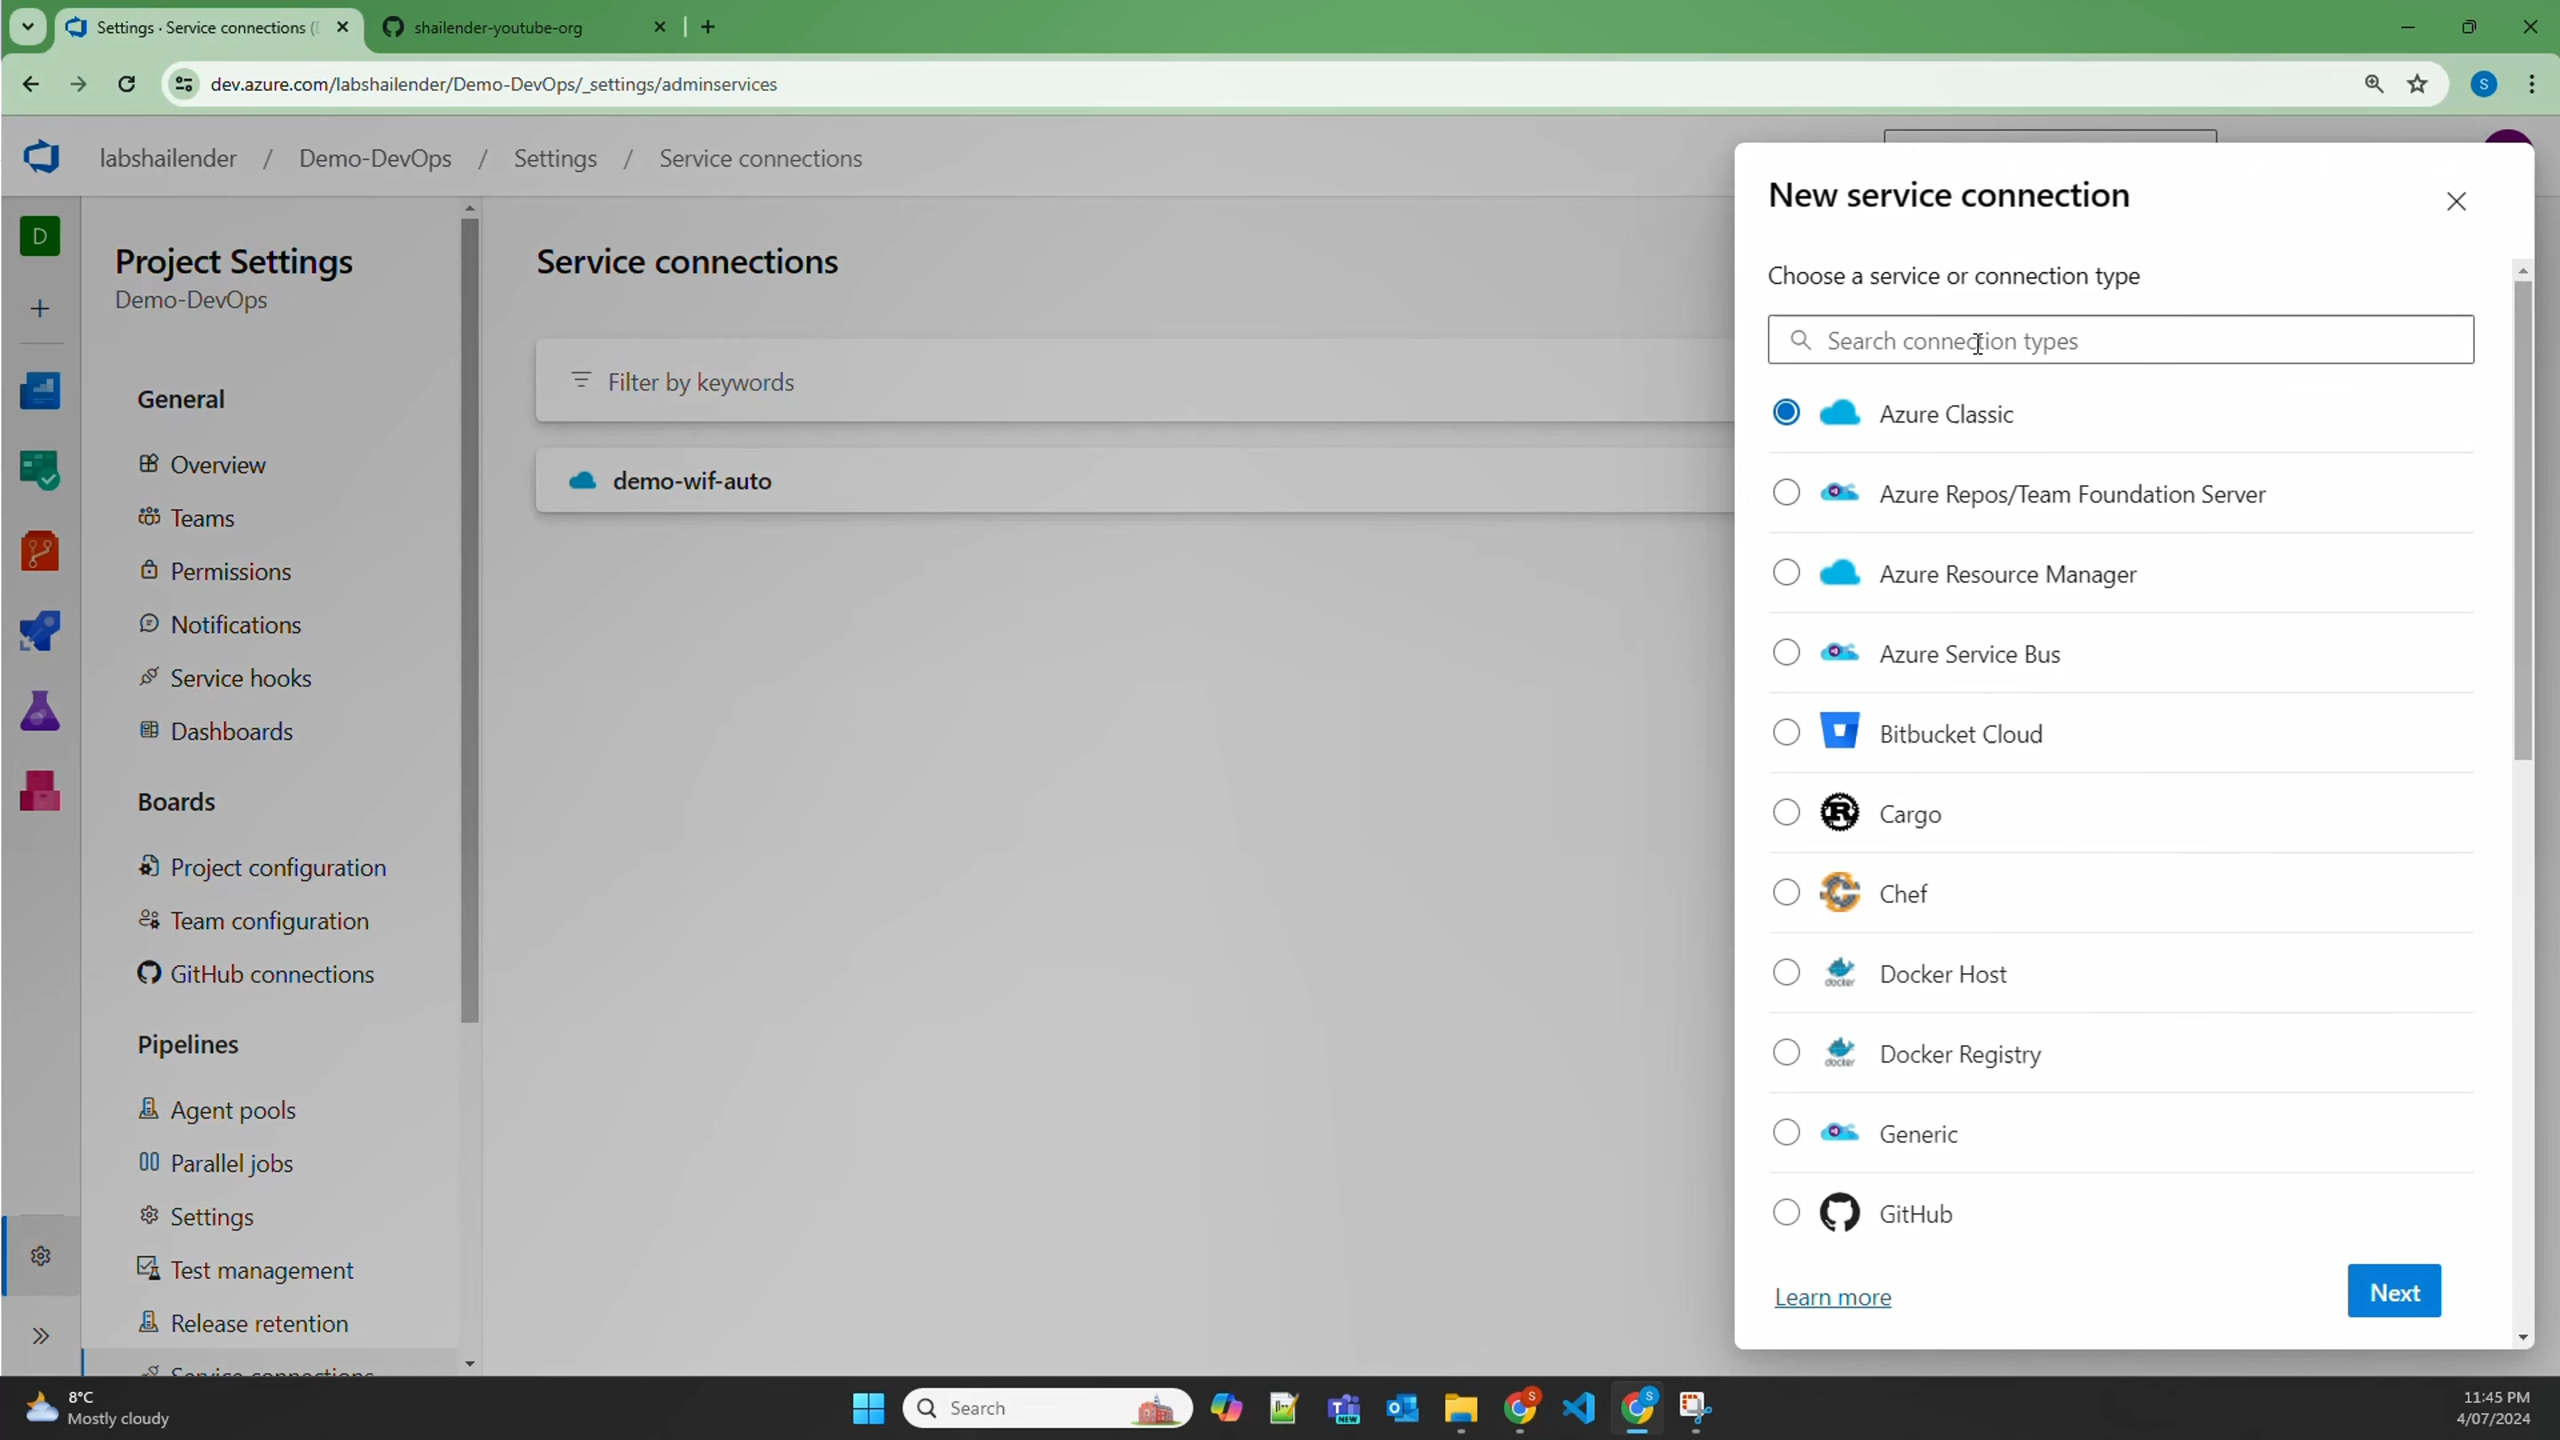 Settings · Service connections (
shailender-youtube-org
dev.azure.com/labshailender/Demo-DevOps/_settings/adminservices
S
labshailender / Demo-DevOps / Settings / Service connections
D
Project Settings
Demo-DevOps
General
Overview
Teams
Permissions
Notifications
Service hooks
Dashboards
Boards
Project configuration
Team configuration
GitHub connections
Pipelines
Agent pools
Parallel jobs
Settings
Test management
Release retention
Service connections
Service connections
Filter by keywords
demo-wif-auto
New service connection
Choose a service or connection type
Search connection types
Azure Classic
Azure Repos/Team Foundation Server
Azure Resource Manager
Azure Service Bus
Bitbucket Cloud
Cargo
Chef
docker
Docker Host
docker
Docker Registry
Generic
GitHub
Learn more
Next
8°C
Mostly cloudy
Search
NEW
S
S
11:45 PM
4/07/2024